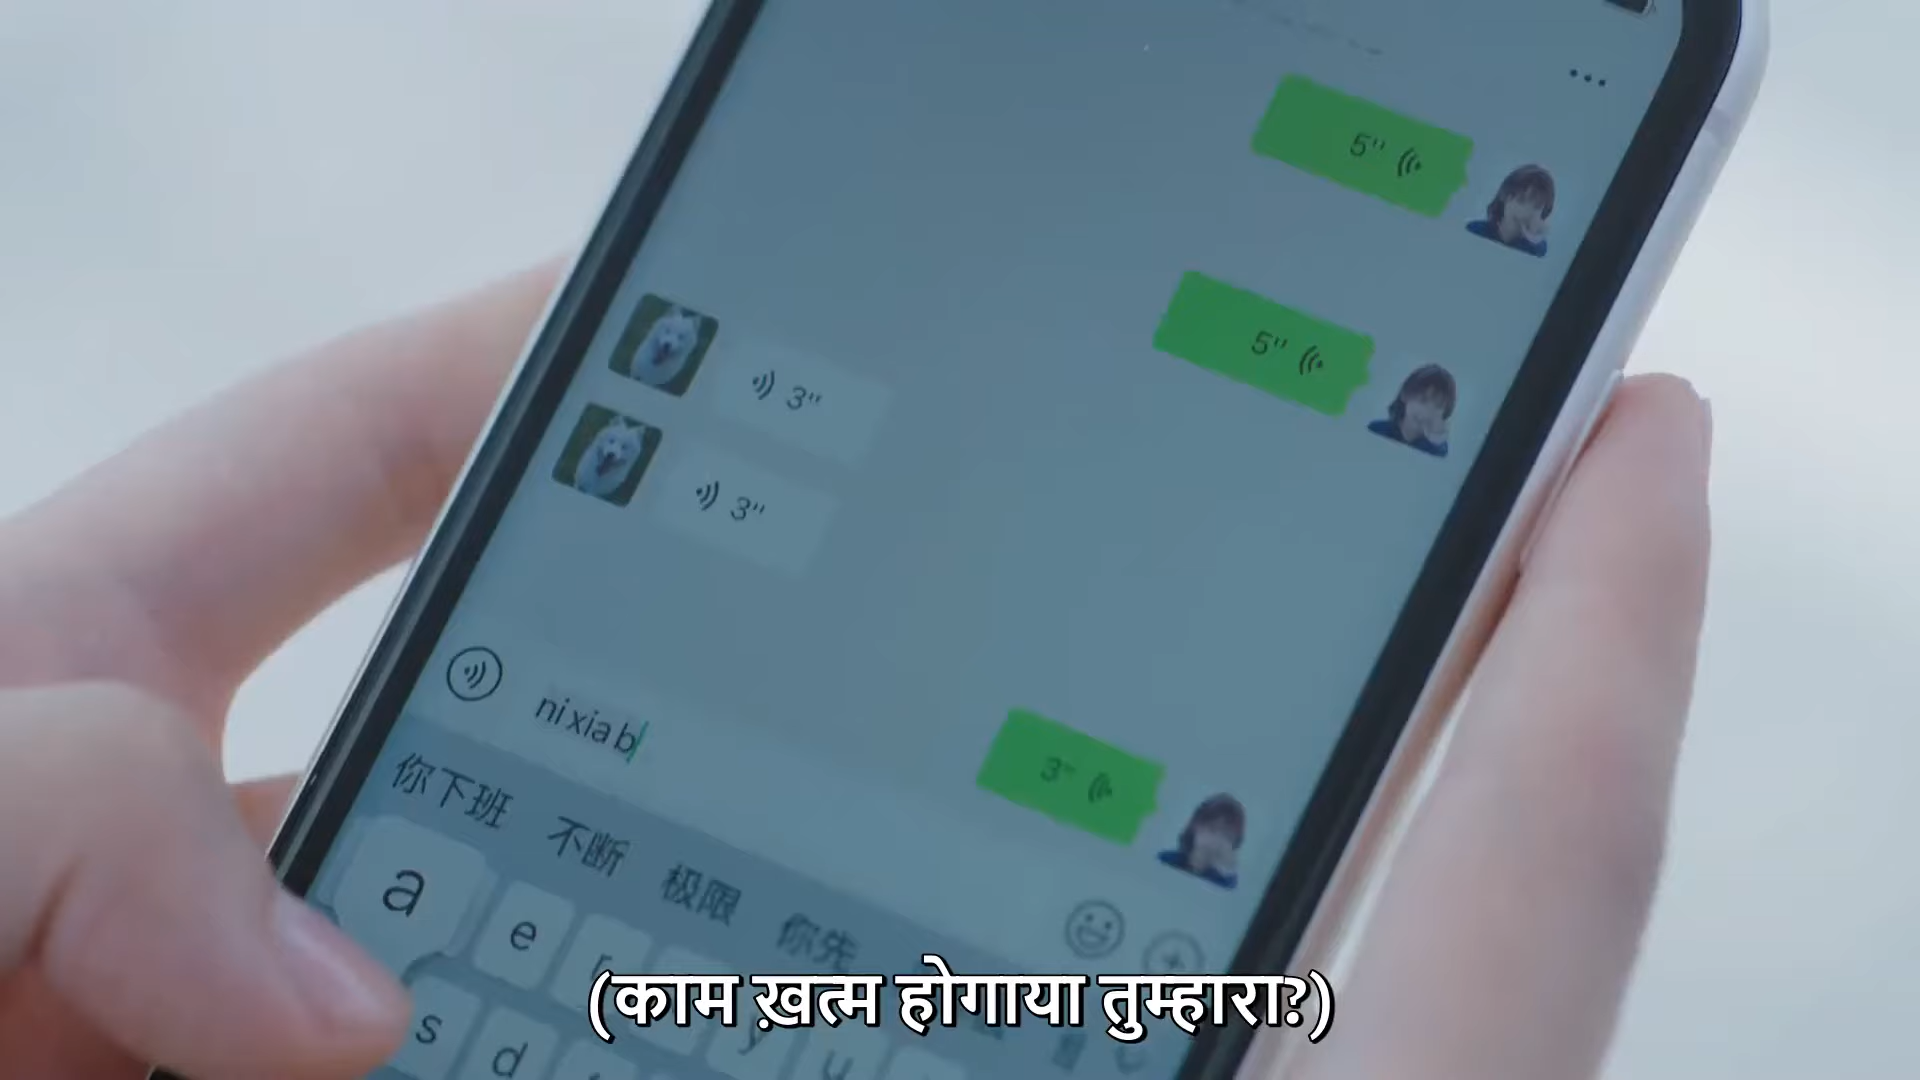 5"
5"
3"
3"
3"
ni xia b
你下班 不断 极限 你先
a e r
s d y u
(काम ख़त्म होगाया तुम्हारा?)